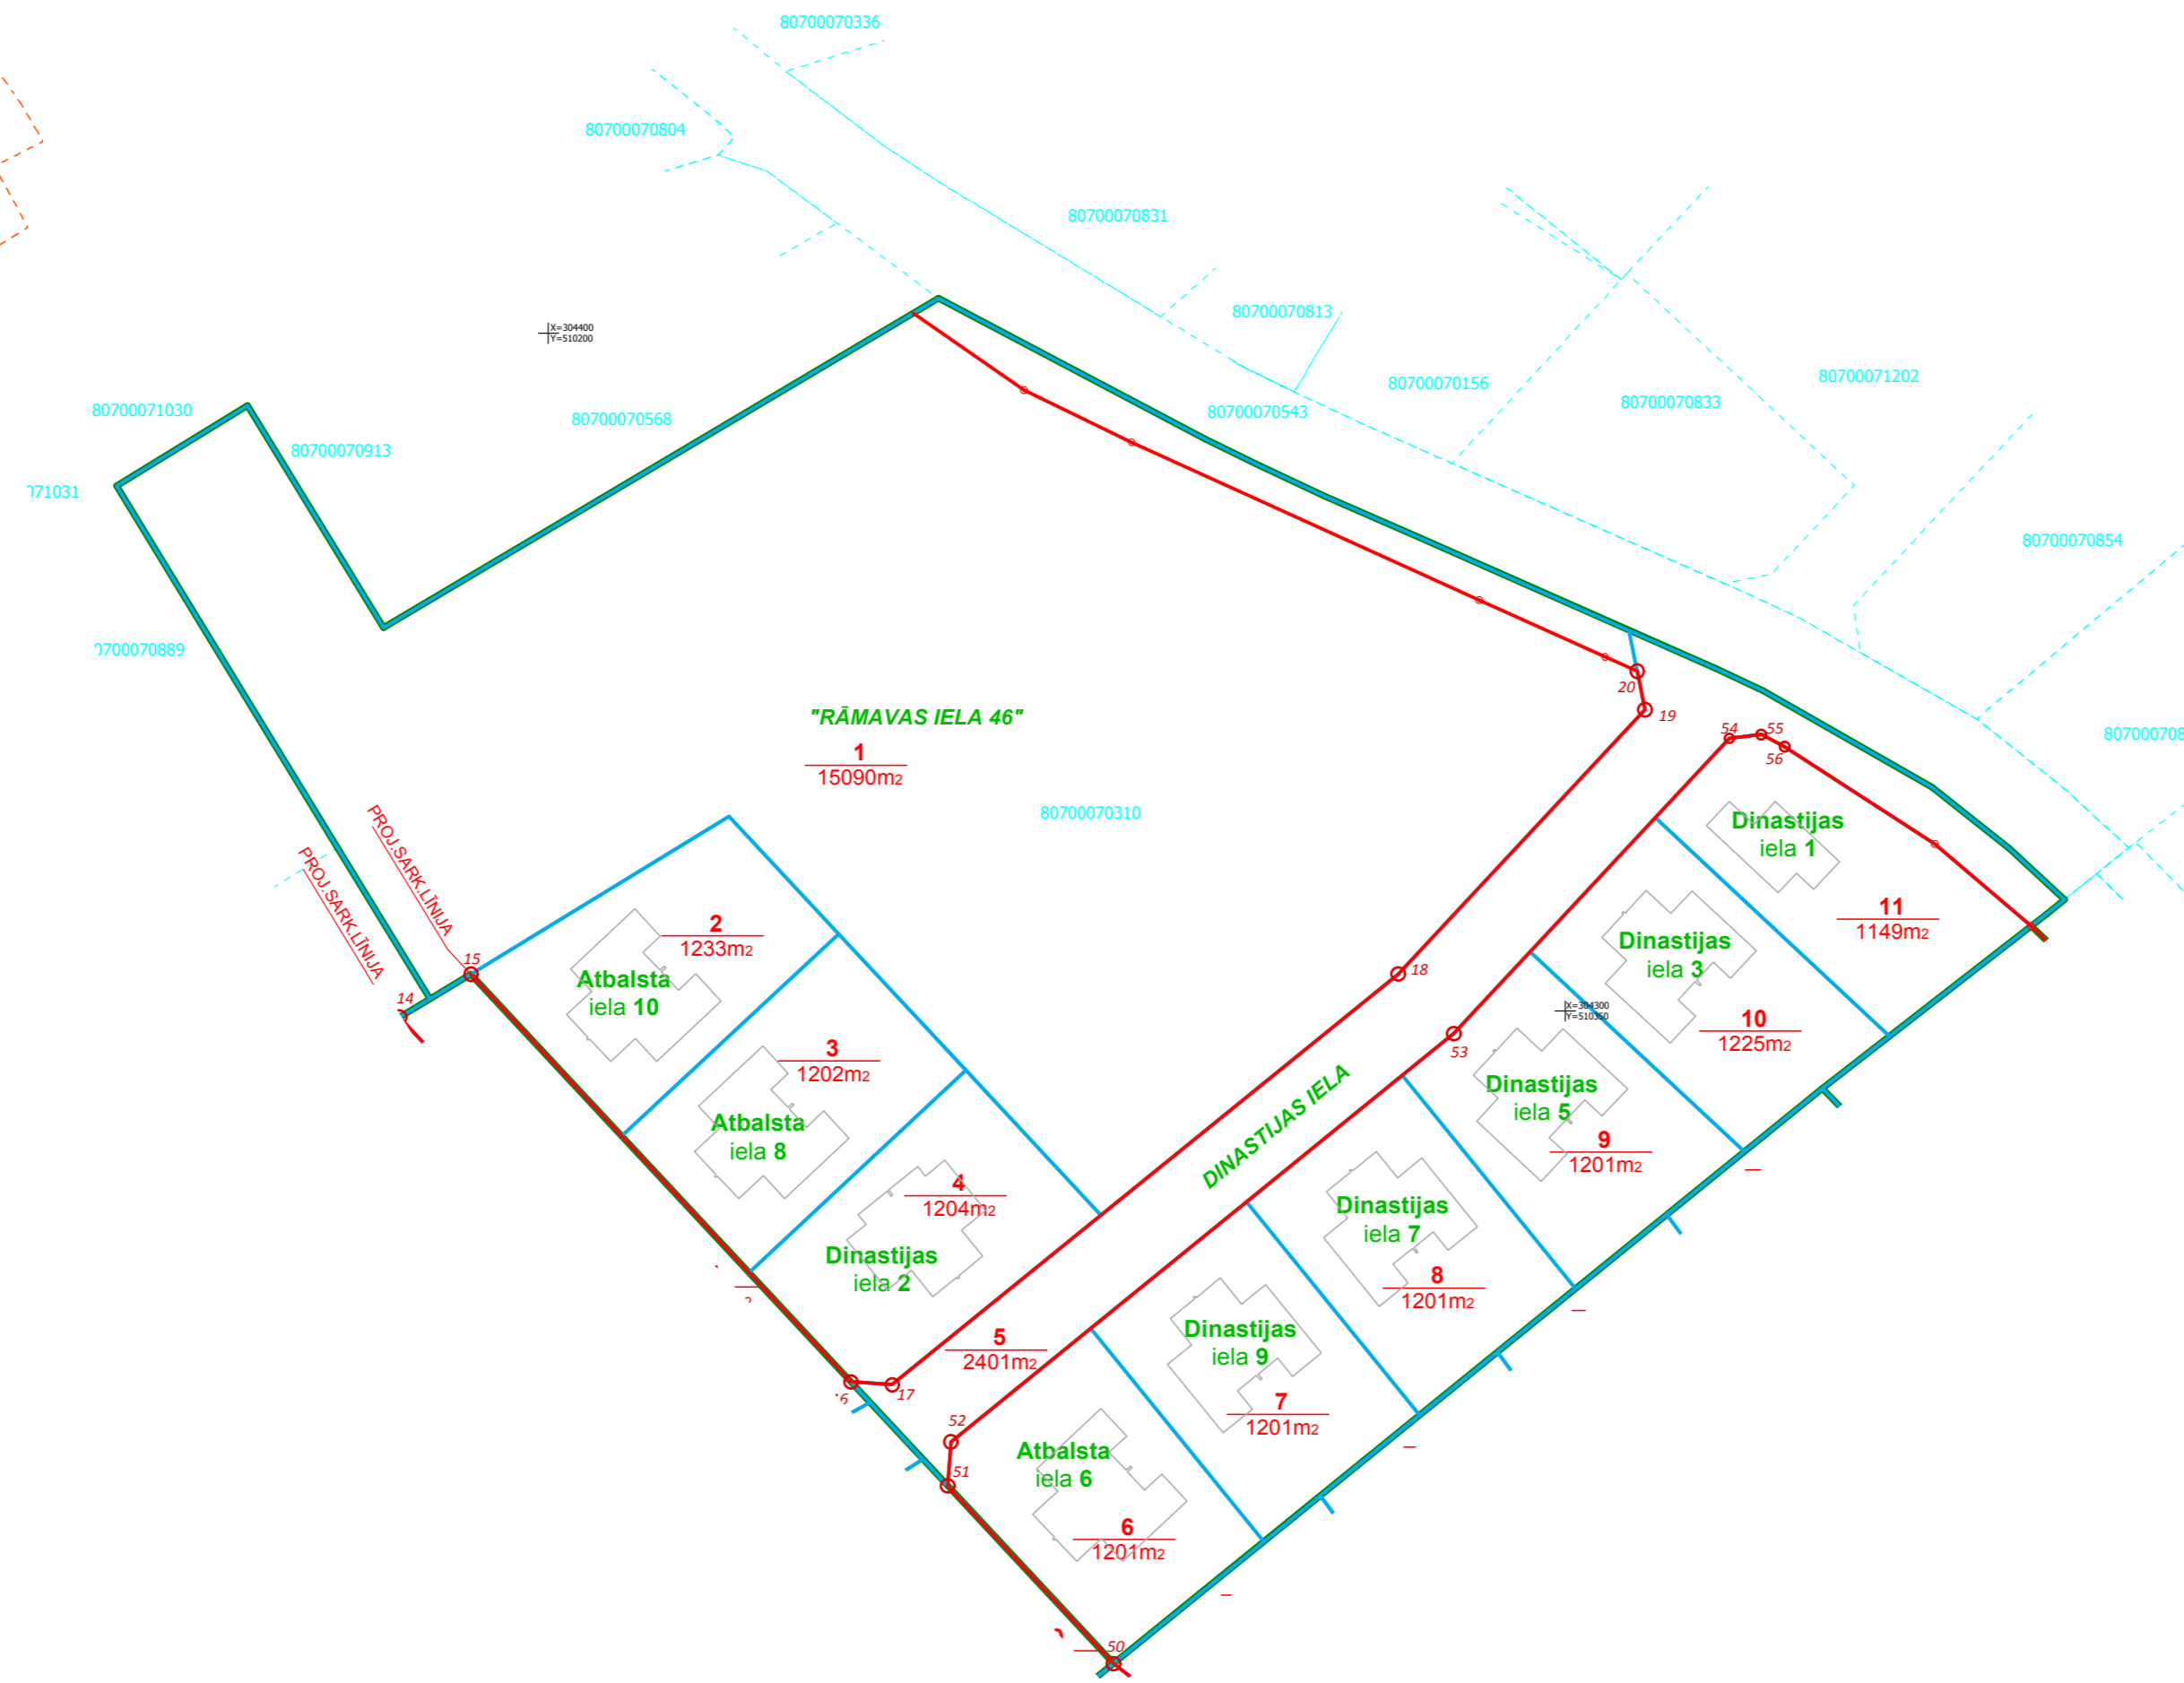 80700070336
80700070804
80700070831
80700070813
X=304400
Y=510200
80700071030
80700070568
80700070543
80700070156
80700070833
80700071202
80700070913
071031
80700070854
0700070889
"RĀMAVAS IELA 46"
1
15090m2
80700070310
20
19
54
55
56
807000708
PROJ.SARK.LĪNIJA
PROJ.SARK.LĪNIJA
Dinastijas
iela 1
11
1149m2
2
1233m2
15
14
Atbalsta
iela 10
18
Dinastijas
iela 3
X=304300
Y=510350
10
1225m2
53
3
1202m2
Atbalsta
iela 8
DINASTIJAS IELA
Dinastijas
iela 5
9
1201m2
4
1204m2
Dinastijas
iela 2
Dinastijas
iela 7
8
1201m2
5
2401m2
Dinastijas
iela 9
7
1201m2
16
17
52
51
Atbalsta
iela 6
6
1201m2
50